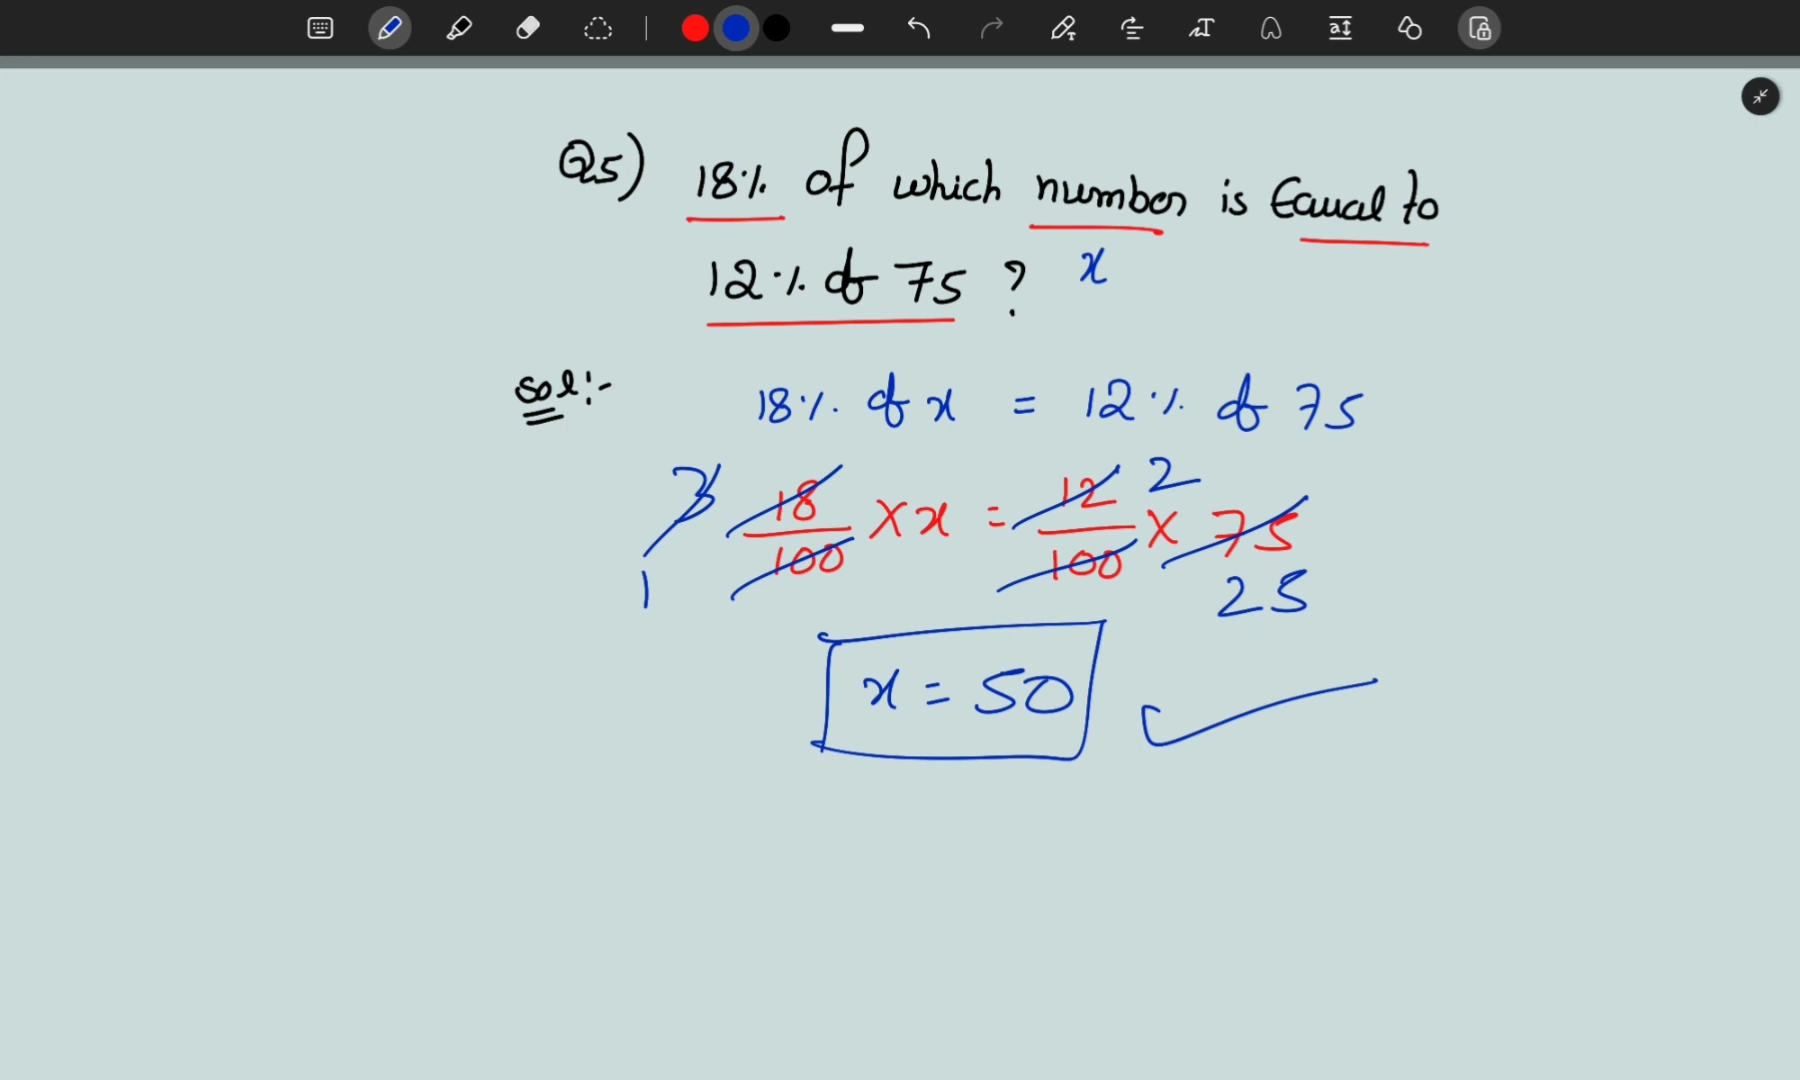 Q5) 18% of which number is Equal to
12% of 75 ? x
Sol:-
18% of x = 12% of 75
3 18/100 × x = 12/100 2 × 75
1 25
x = 50